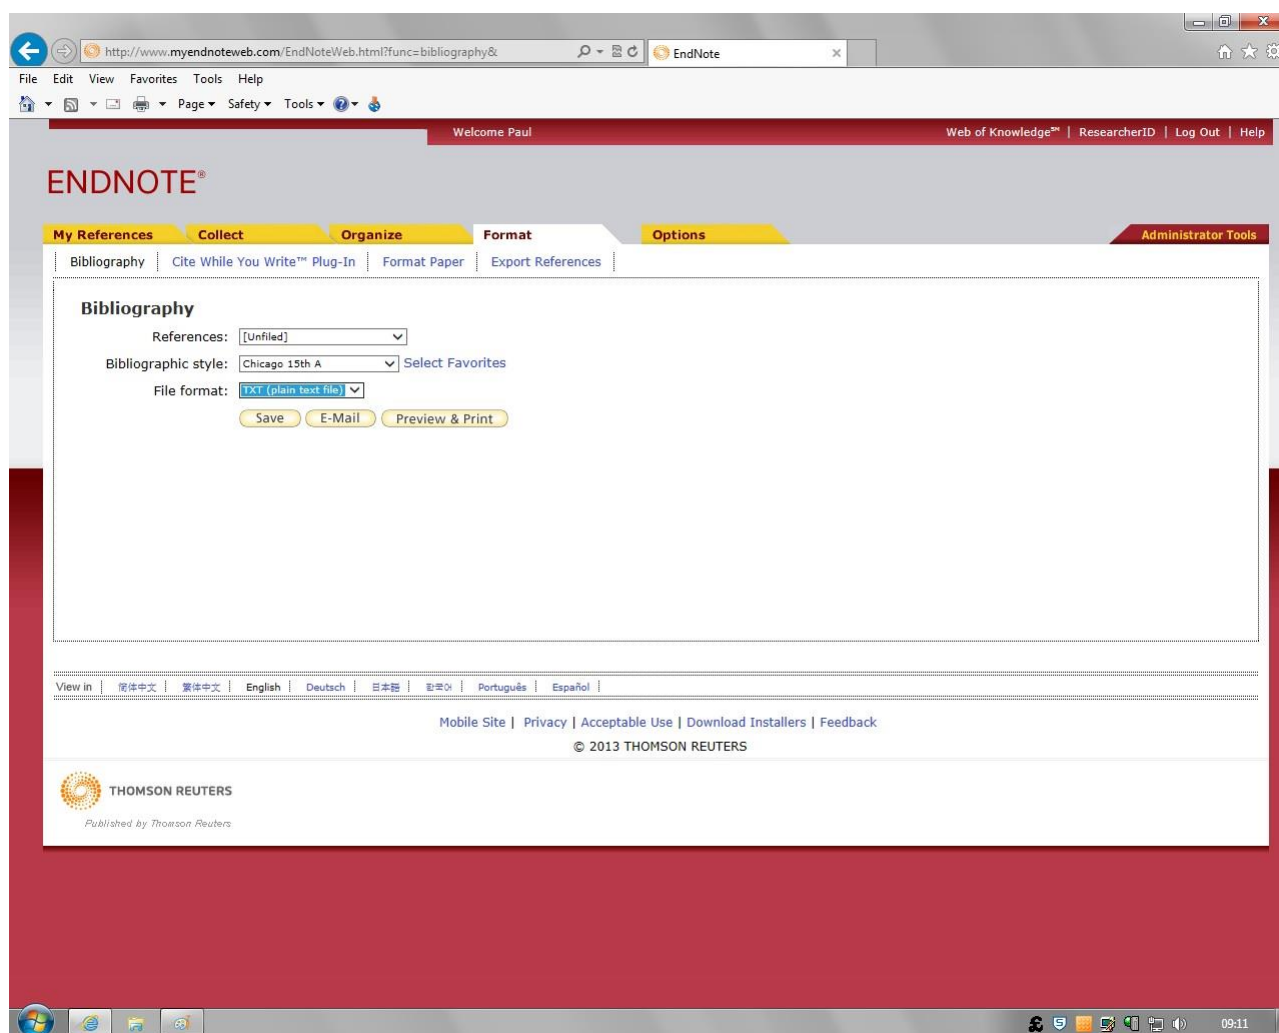 http://www.myendnoteweb.com/EndNoteWeb.html?func=bibliography& EndNote
File Edit View Favorites Tools Help
Page Safety Tools
Welcome Paul Web of Knowledge℠ | ResearcherID | Log Out | Help
ENDNOTE®
My References Collect Organize Format Options Administrator Tools
Bibliography Cite While You Write™ Plug-In Format Paper Export References
Bibliography
References: [Unfiled]
Bibliographic style: Chicago 15th A Select Favorites
File format: TXT (plain text file)
Save E-Mail Preview & Print
View in 简体中文 繁体中文 English Deutsch 日本語 한국어 Português Español
Mobile Site | Privacy | Acceptable Use | Download Installers | Feedback
© 2013 THOMSON REUTERS
THOMSON REUTERS
Published by Thomson Reuters
09:11